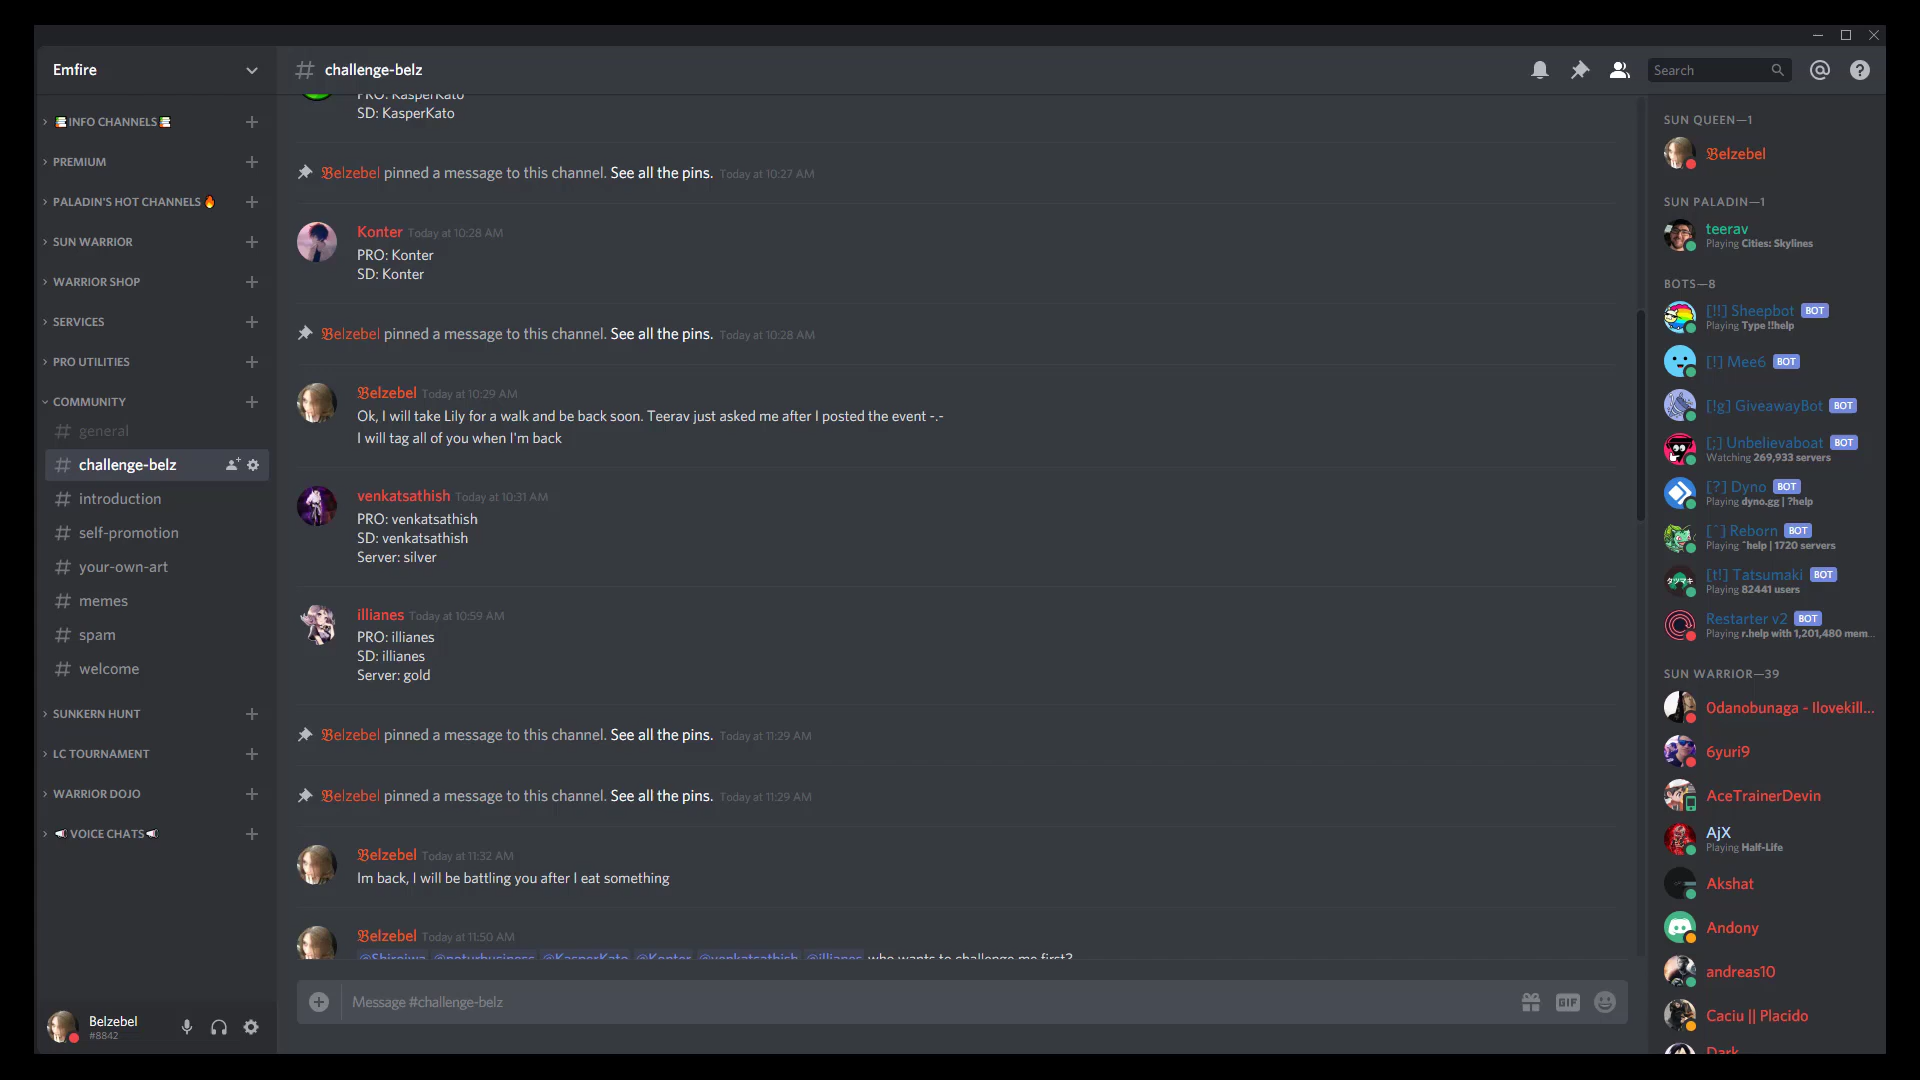 Emfire
INFO CHANNELS
PREMIUM
PALADIN'S HOT CHANNELS
SUN WARRIOR
WARRIOR SHOP
SERVICES
PRO UTILITIES
COMMUNITY
general
challenge-belz
introduction
self-promotion
your-own-art
memes
spam
welcome
SUNKERN HUNT
LC TOURNAMENT
WARRIOR DOJO
VOICE CHATS
Belzebel
#8842
challenge-belz
Search
PRO: KasperKato
SD: KasperKato
𝕭elzebel pinned a message to this channel. See all the pins. Today at 10:27 AM
Konter Today at 10:28 AM
PRO: Konter
SD: Konter
𝕭elzebel pinned a message to this channel. See all the pins. Today at 10:28 AM
𝕭elzebel Today at 10:29 AM
Ok, I will take Lily for a walk and be back soon. Teerav just asked me after I posted the event -.-
I will tag all of you when I'm back
venkatsathish Today at 10:31 AM
PRO: venkatsathish
SD: venkatsathish
Server: silver
illianes Today at 10:59 AM
PRO: illianes
SD: illianes
Server: gold
𝕭elzebel pinned a message to this channel. See all the pins. Today at 11:29 AM
𝕭elzebel pinned a message to this channel. See all the pins. Today at 11:29 AM
𝕭elzebel Today at 11:32 AM
Im back, I will be battling you after I eat something
𝕭elzebel Today at 11:50 AM
@KasperKato @Konter @venkatsathish @illianes who wants to challenge me first?
Message #challenge-belz
GIF
SUN QUEEN—1
𝕭elzebel
SUN PALADIN—1
teerav
Playing Cities: Skylines
BOTS—8
[!!] Sheepbot BOT
Playing Type !!help
[!] Mee6 BOT
[!g] GiveawayBot BOT
[;] Unbelievaboat BOT
Watching 269,933 servers
[?] Dyno BOT
Playing dyno.gg | ?help
[^] Reborn BOT
Playing ^help | 1720 servers
[t!] Tatsumaki BOT
Playing 82441 users
Restarter v2 BOT
Playing r.help with 1,201,480 mem...
SUN WARRIOR—39
0danobunaga - Ilovekill...
6yuri9
AceTrainerDevin
AjX
Playing Half-Life
Akshat
Andony
andreas10
Caciu || Placido
Dark